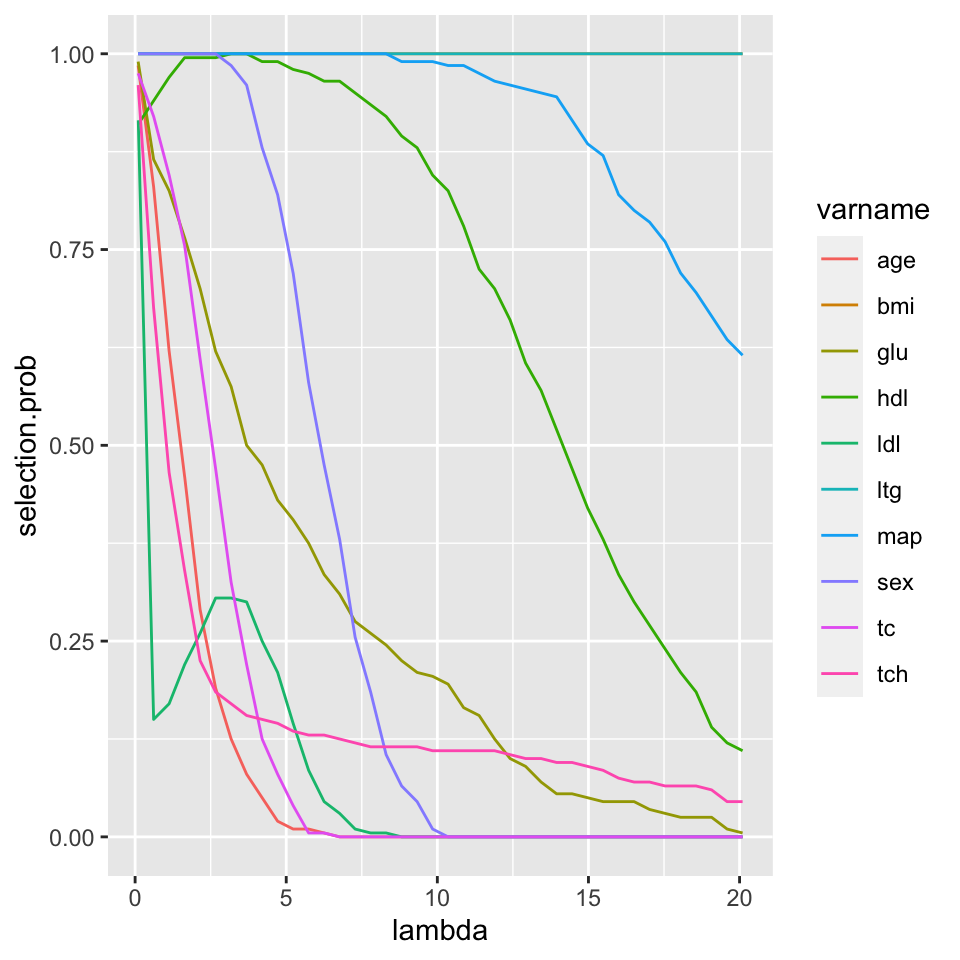 1.00
0.75
0.50
0.25
0.00
selection.prob
0
5
10
15
20
lambda
varname
age
bmi
glu
hdl
ldl
ltg
map
sex
tc
tch